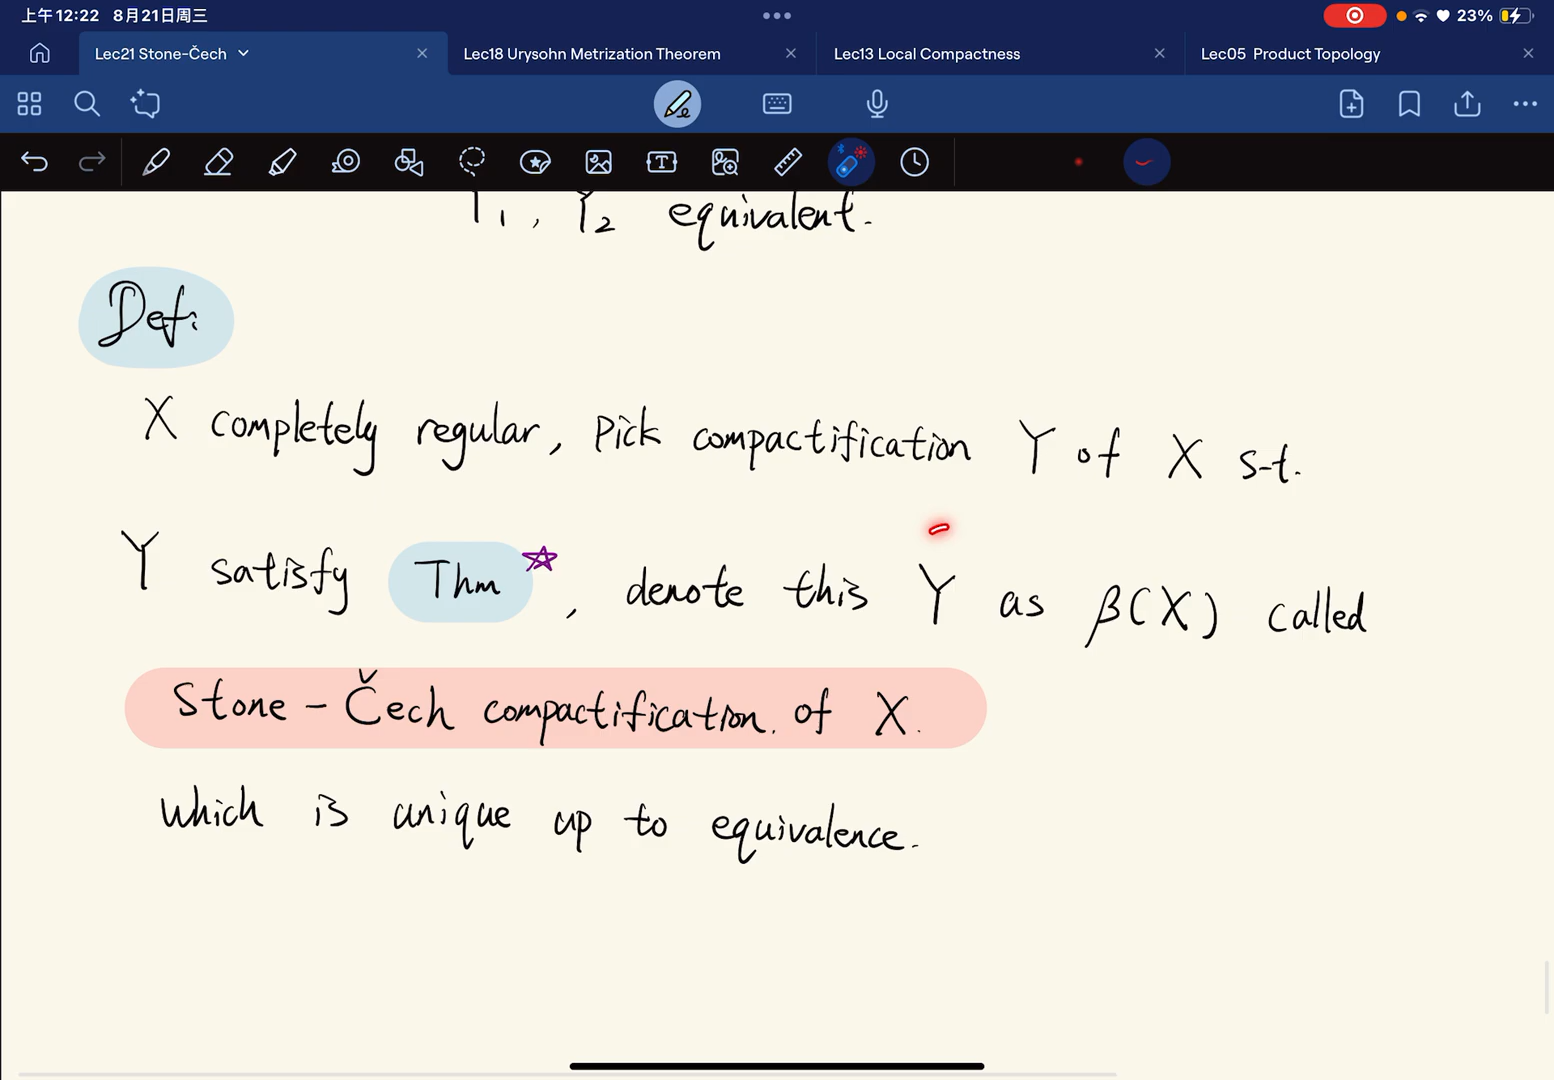 上午12:22 8月21日周三
23%
Lec21 Stone-Čech
Lec18 Urysohn Metrization Theorem
Lec13 Local Compactness
Lec05 Product Topology
Y₁, Y₂ equivalent.
Def:
X completely regular, Pick compactification Y of X s.t.
Y satisfy Thm ☆, denote this Y as β(X) called
Stone - Čech compactification. of X.
which is unique up to equivalence.